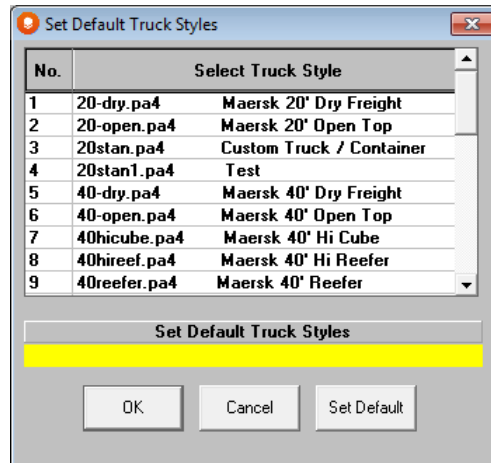 Set Default Truck Styles
No. Select Truck Style
1 20-dry.pa4 Maersk 20' Dry Freight
2 20-open.pa4 Maersk 20' Open Top
3 20stan.pa4 Custom Truck / Container
4 20stan1.pa4 Test
5 40-dry.pa4 Maersk 40' Dry Freight
6 40-open.pa4 Maersk 40' Open Top
7 40hicube.pa4 Maersk 40' Hi Cube
8 40hireef.pa4 Maersk 40' Hi Reefer
9 40reefer.pa4 Maersk 40' Reefer
Set Default Truck Styles
OK Cancel Set Default